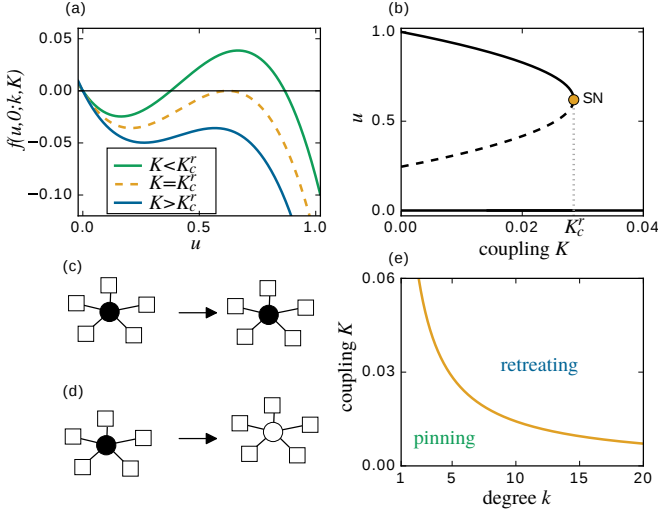 (a)
f(u,0;k,K)
0.05
0.00
−0.05
−0.10
K<K_c^r
K=K_c^r
K>K_c^r
0.0
0.5
1.0
u
(b)
u
1.0
0.5
0.0
SN
0.00
0.02
0.04
K_c^r
coupling K
(c)
(d)
(e)
coupling K
0.06
0.03
0.00
retreating
pinning
1
5
10
15
20
degree k